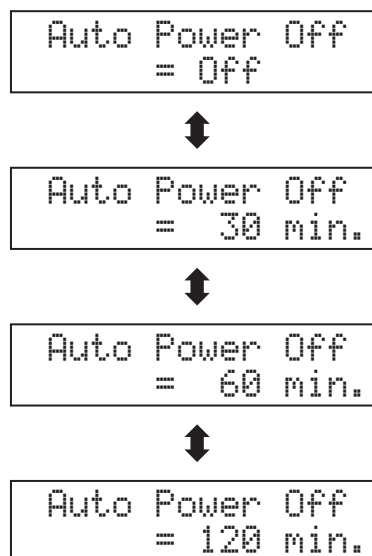 Auto Power Off
= Off
Auto Power Off
= 30 min.
Auto Power Off
= 60 min.
Auto Power Off
= 120 min.